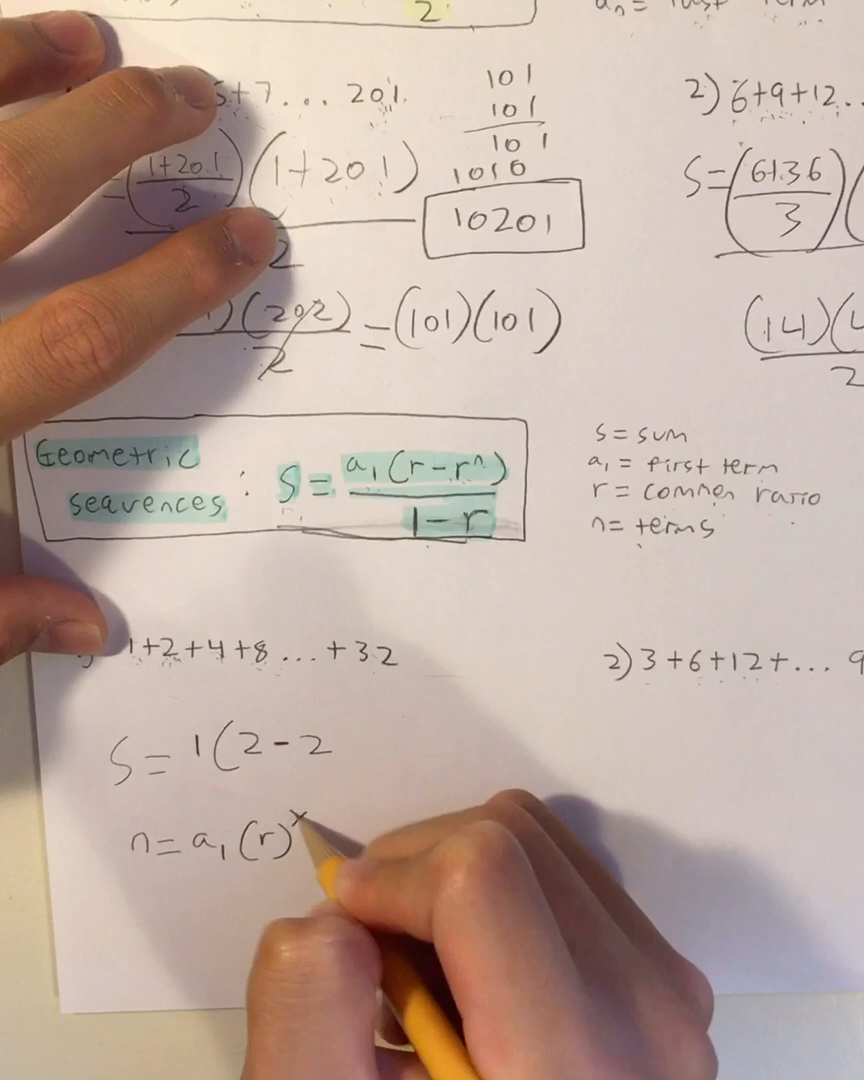 2
aₙ = last term
5+7... 201
101
101
101
1010
10201
= (1+201/2)(1+201)
2
)(202)/2 = (101)(101)
2) 6+9+12..
S=(6+36/3)(
(14)(
2
Geometric sequences : S = a₁(r-rⁿ)/1-r
s = sum
a₁ = first term
r = common ratio
n = terms
1+2+4+8...+32
S = 1(2-2
n = a₁(r)ˣ
2) 3+6+12+... 9